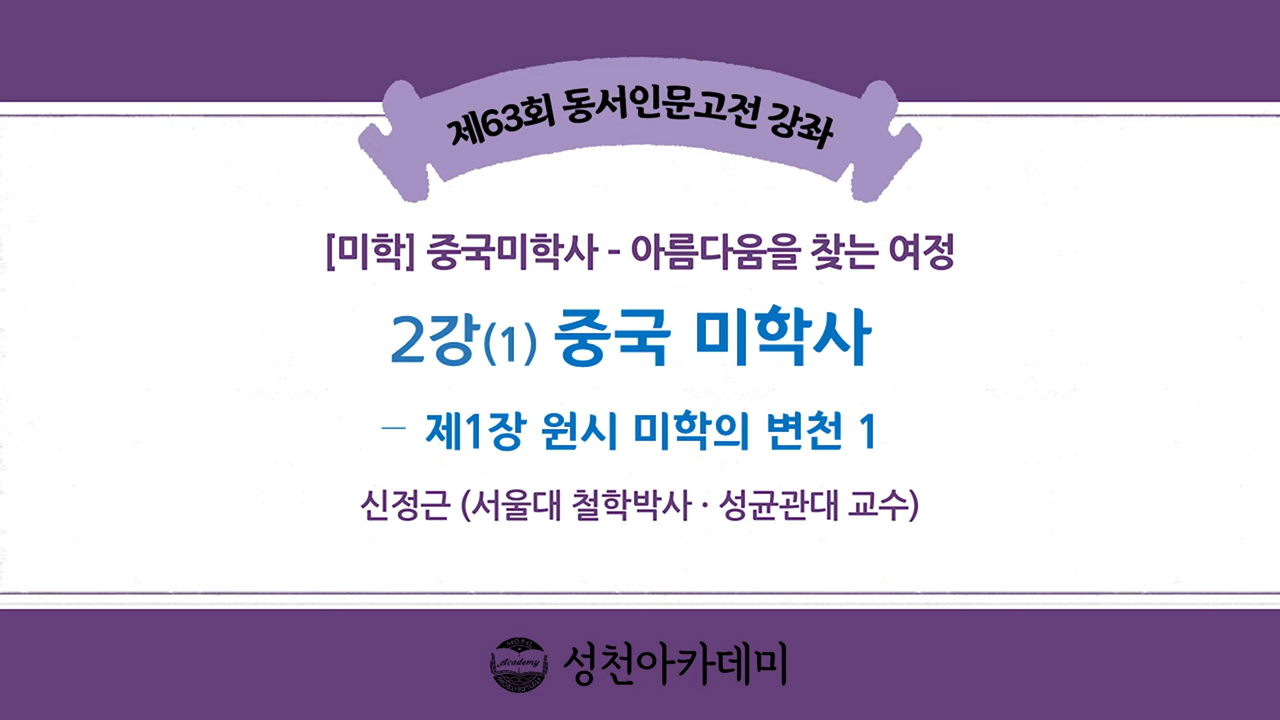 제63회 동서인문고전 강좌
[미학] 중국미학사 - 아름다움을 찾는 여정
2강(1) 중국 미학사
– 제1장 원시 미학의 변천 1
신정근 (서울대 철학박사 · 성균관대 교수)
Academy
성천아카데미